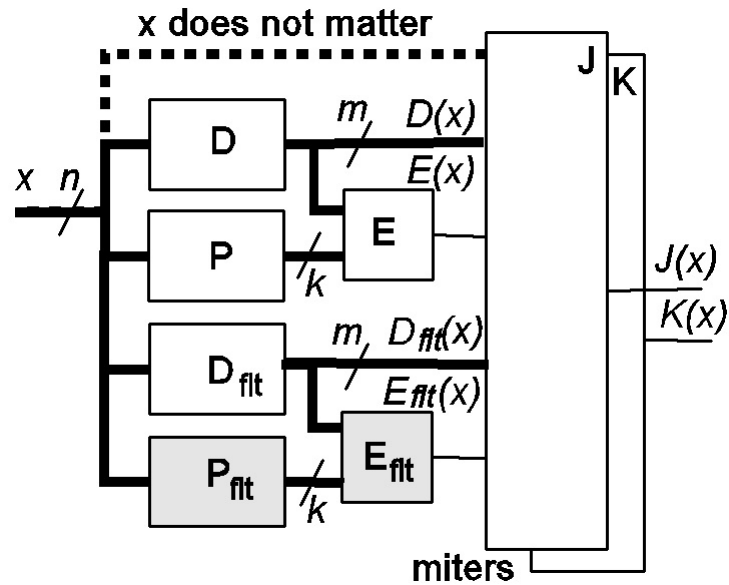 x does not matter
J
K
D
m D(x)
E(x)
x n
E
P
k
J(x)
K(x)
m Dflt(x)
Dflt
Eflt(x)
Eflt
Pflt
k
miters